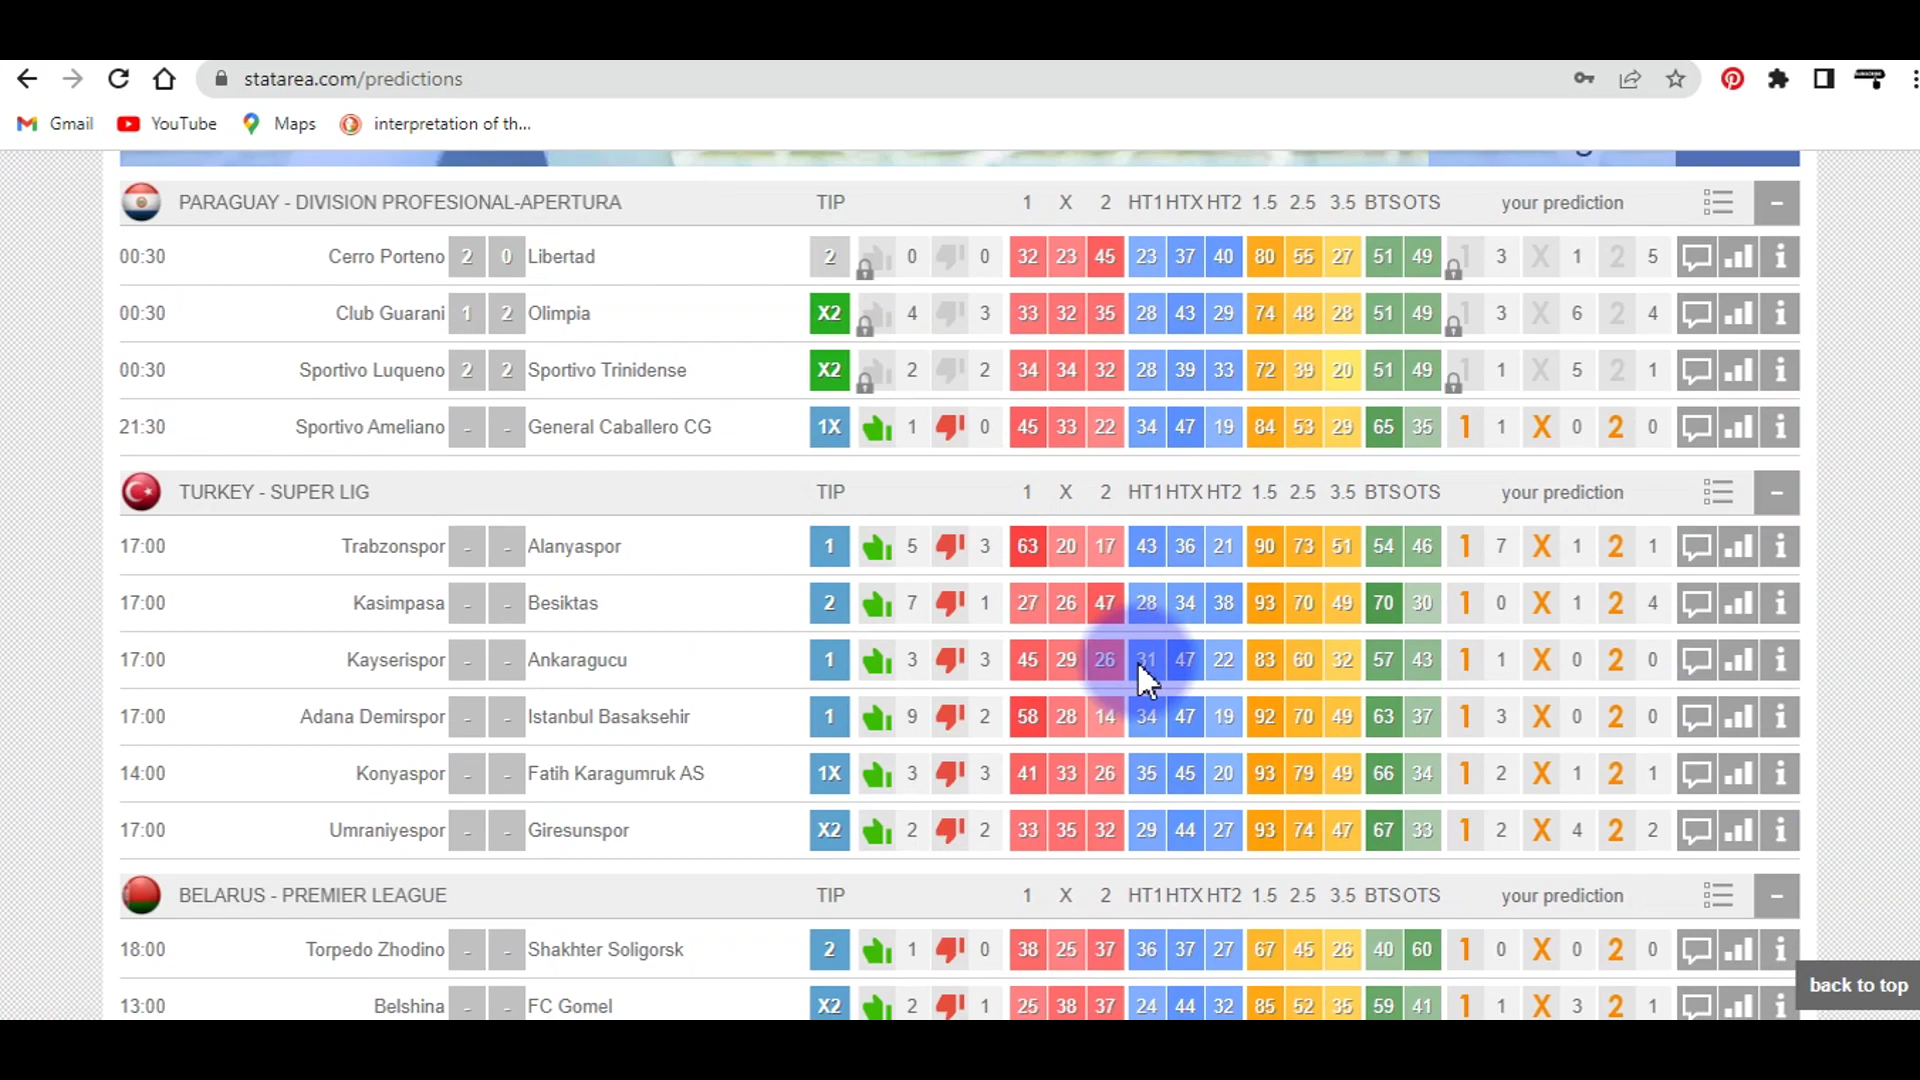 statarea.com/predictions
Gmail YouTube Maps interpretation of th...
PARAGUAY - DIVISION PROFESIONAL-APERTURA TIP 1 X 2 HT1 HTX HT2 1.5 2.5 3.5 BTS OTS your prediction
00:30 Cerro Porteno 2 0 Libertad 2 0 0 32 23 45 23 37 40 80 55 27 51 49 1 3 X 1 2 5
00:30 Club Guarani 1 2 Olimpia X2 4 3 33 32 35 28 43 29 74 48 28 51 49 1 3 X 6 2 4
00:30 Sportivo Luqueno 2 2 Sportivo Trinidense X2 2 2 34 34 32 28 39 33 72 39 20 51 49 1 1 X 5 2 1
21:30 Sportivo Ameliano - - General Caballero CG 1X 1 0 45 33 22 34 47 19 84 53 29 65 35 1 1 X 0 2 0
TURKEY - SUPER LIG TIP 1 X 2 HT1 HTX HT2 1.5 2.5 3.5 BTS OTS your prediction
17:00 Trabzonspor - - Alanyaspor 1 5 3 63 20 17 43 36 21 90 73 51 54 46 1 7 X 1 2 1
17:00 Kasimpasa - - Besiktas 2 7 1 27 26 47 28 34 38 93 70 49 70 30 1 0 X 1 2 4
17:00 Kayserispor - - Ankaragucu 1 3 3 45 29 26 31 47 22 83 60 32 57 43 1 1 X 0 2 0
17:00 Adana Demirspor - - Istanbul Basaksehir 1 9 2 58 28 14 34 47 19 92 70 49 63 37 1 3 X 0 2 0
14:00 Konyaspor - - Fatih Karagumruk AS 1X 3 3 41 33 26 35 45 20 93 79 49 66 34 1 2 X 1 2 1
17:00 Umraniyespor - - Giresunspor X2 2 2 33 35 32 29 44 27 93 74 47 67 33 1 2 X 4 2 2
BELARUS - PREMIER LEAGUE TIP 1 X 2 HT1 HTX HT2 1.5 2.5 3.5 BTS OTS your prediction
18:00 Torpedo Zhodino - - Shakhter Soligorsk 2 1 0 38 25 37 36 37 27 67 45 26 40 60 1 0 X 0 2 0
back to top
13:00 Belshina - - FC Gomel X2 2 1 25 38 37 24 44 32 85 52 35 59 41 1 1 X 3 2 1